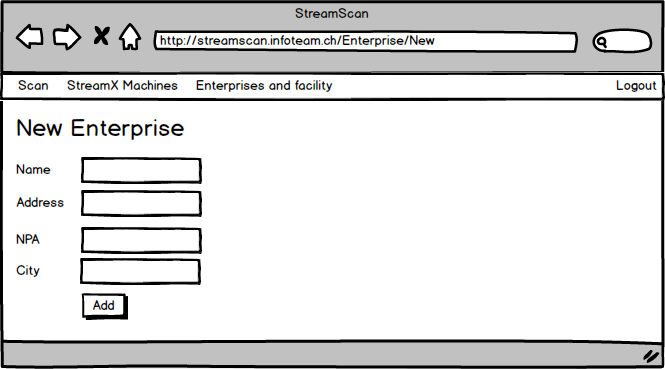 StreamScan
http://streamscan.infoteam.ch/Enterprise/New
Scan StreamX Machines Enterprises and facility Logout
New Enterprise
Name
Address
NPA
City
Add